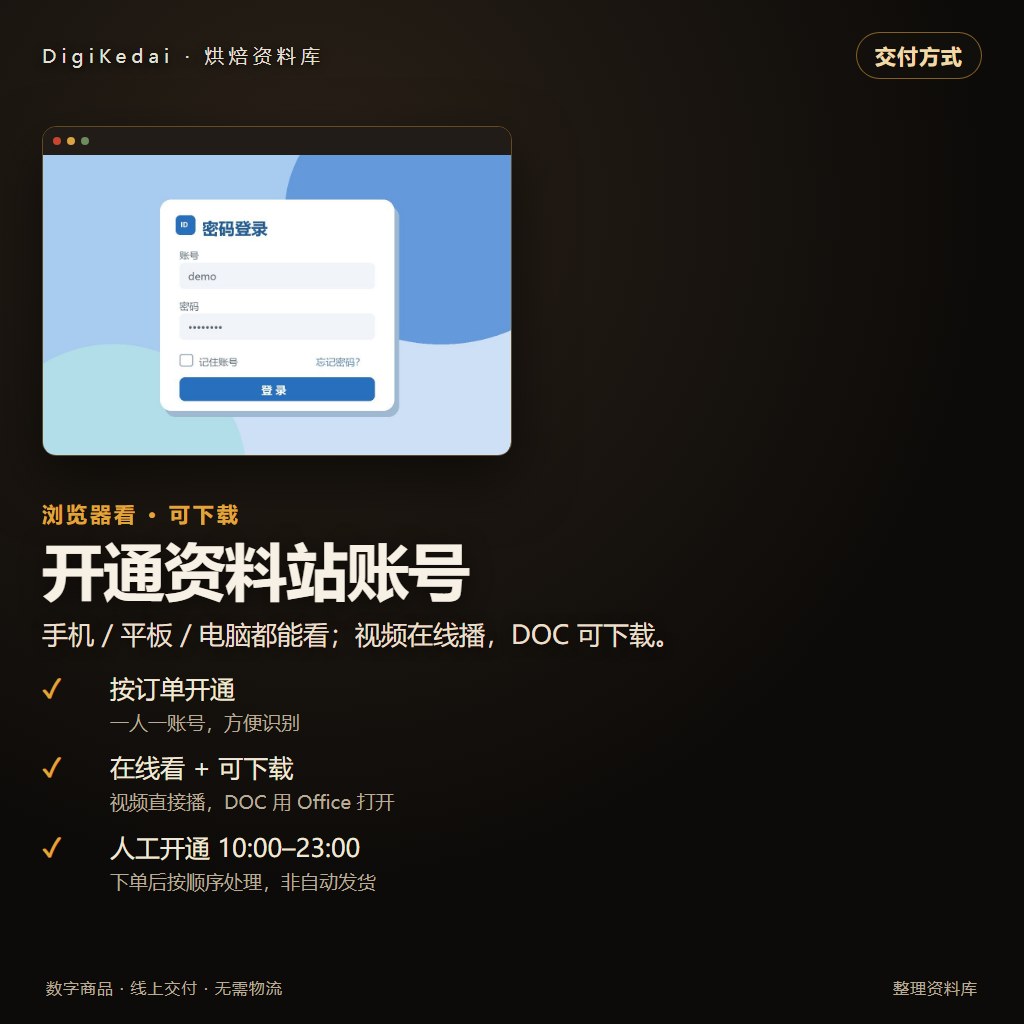 DigiKedai · 烘焙资料库
交付方式
ID 密码登录
账号
demo
密码
••••••••
记住账号 忘记密码?
登 录
浏览器看 • 可下载
开通资料站账号
手机 / 平板 / 电脑都能看；视频在线播，DOC 可下载。
✓ 按订单开通
一人一账号，方便识别
✓ 在线看 + 可下载
视频直接播，DOC 用 Office 打开
✓ 人工开通 10:00–23:00
下单后按顺序处理，非自动发货
数字商品 · 线上交付 · 无需物流
整理资料库